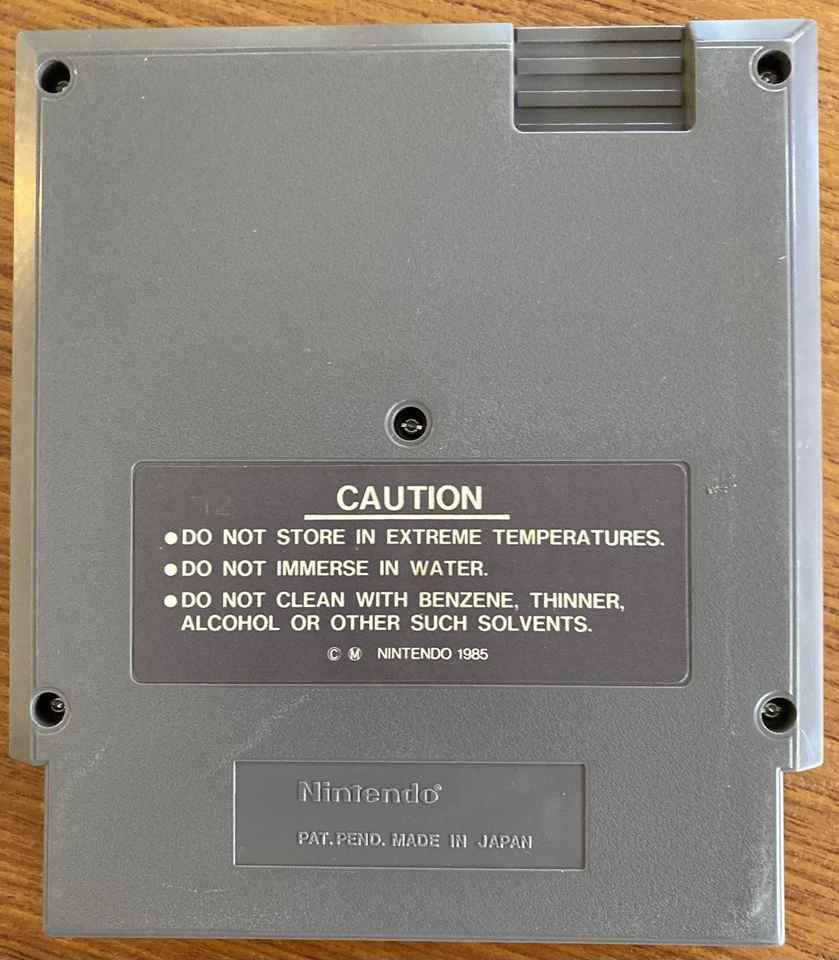 12
CAUTION
●DO NOT STORE IN EXTREME TEMPERATURES.
●DO NOT IMMERSE IN WATER.
●DO NOT CLEAN WITH BENZENE, THINNER,
ALCOHOL OR OTHER SUCH SOLVENTS.
Ⓒ Ⓜ NINTENDO 1985
Nintendo®
PAT. PEND. MADE IN JAPAN